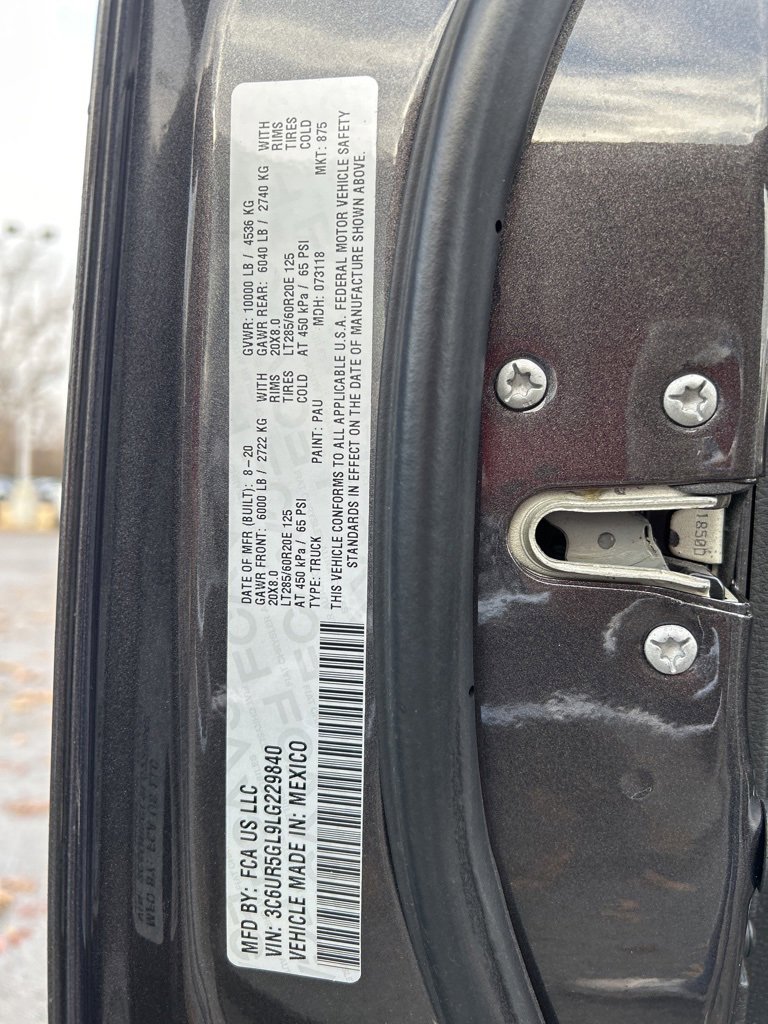 MFD BY: FCA US LLC
VIN: 3C6UR5GL9LG229840
VEHICLE MADE IN: MEXICO
DATE OF MFR (BUILT): 8-20 GVWR: 10000 LB / 4536 KG
GAWR FRONT: 6000 LB / 2722 KG WITH GAWR REAR: 6040 LB / 2740 KG WITH
20X8.0 RIMS 20X8.0 RIMS
LT285/60R20E 125 TIRES LT285/60R20E 125 TIRES
AT 450 kPa / 65 PSI COLD AT 450 kPa / 65 PSI COLD
TYPE: TRUCK PAINT: PAU MDH: 073118 MKT: 875
THIS VEHICLE CONFORMS TO ALL APPLICABLE U.S.A. FEDERAL MOTOR VEHICLE SAFETY
STANDARDS IN EFFECT ON THE DATE OF MANUFACTURE SHOWN ABOVE.